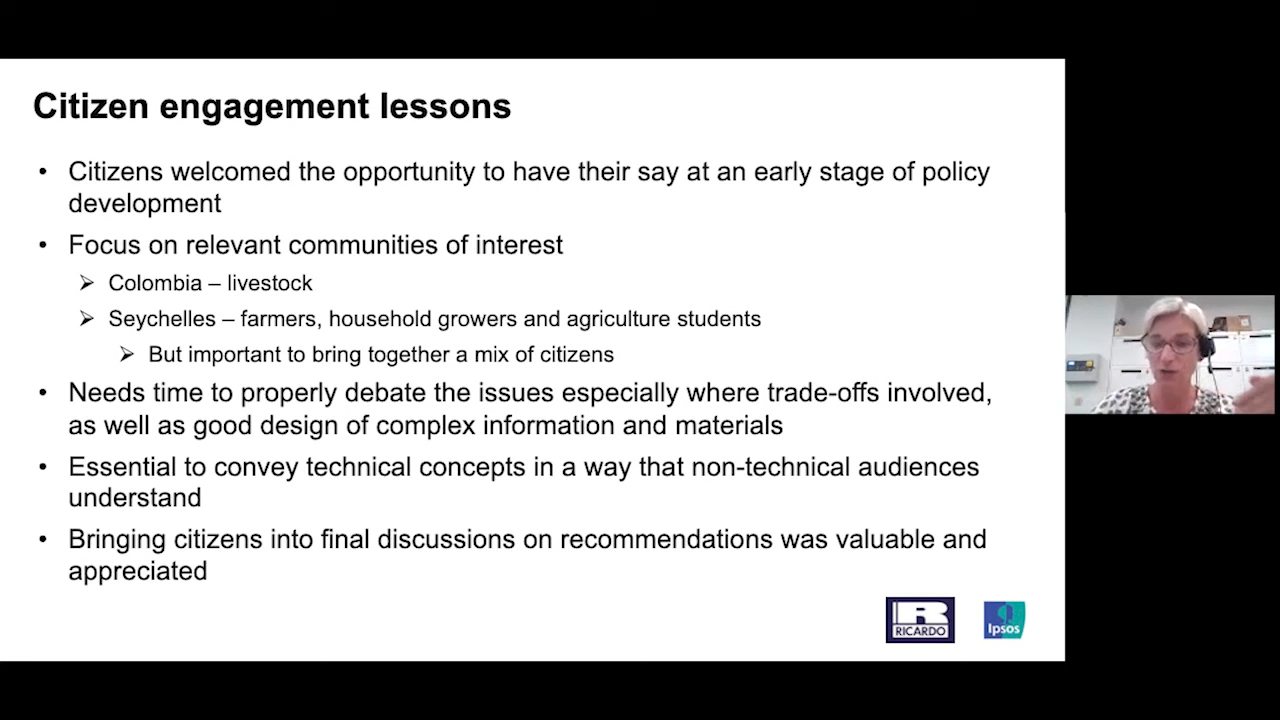 Citizen engagement lessons
• Citizens welcomed the opportunity to have their say at an early stage of policy
development
• Focus on relevant communities of interest
➢ Colombia – livestock
➢ Seychelles – farmers, household growers and agriculture students
➢ But important to bring together a mix of citizens
• Needs time to properly debate the issues especially where trade-offs involved,
as well as good design of complex information and materials
• Essential to convey technical concepts in a way that non-technical audiences
understand
• Bringing citizens into final discussions on recommendations was valuable and
appreciated
R
RICARDO
Ipsos